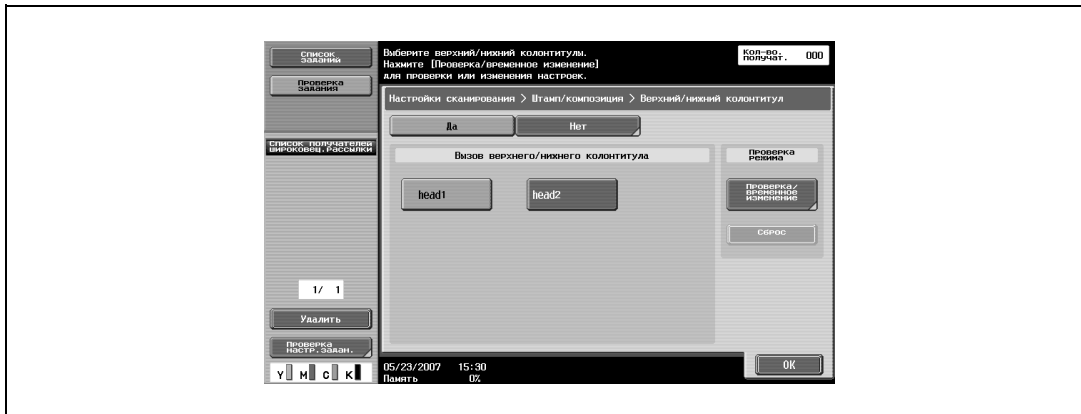 Список
заданий
Проверка
задания
Список получателей
широковещ.рассылки
1/ 1
Удалить
Проверка
настр.задан.
Y M C K
Выберите верхний/нижний колонтитулы.
Нажмите [Проверка/временное изменение]
для проверки или изменения настроек.
Кол-во.
получат. 000
Настройки сканирования > Штамп/композиция > Верхний/нижний колонтитул
Да Нет
Вызов верхнего/нижнего колонтитула
head1 head2
Проверка
режима
Проверка/
временное
изменение
Сброс
05/23/2007 15:30
Память 0%
OK